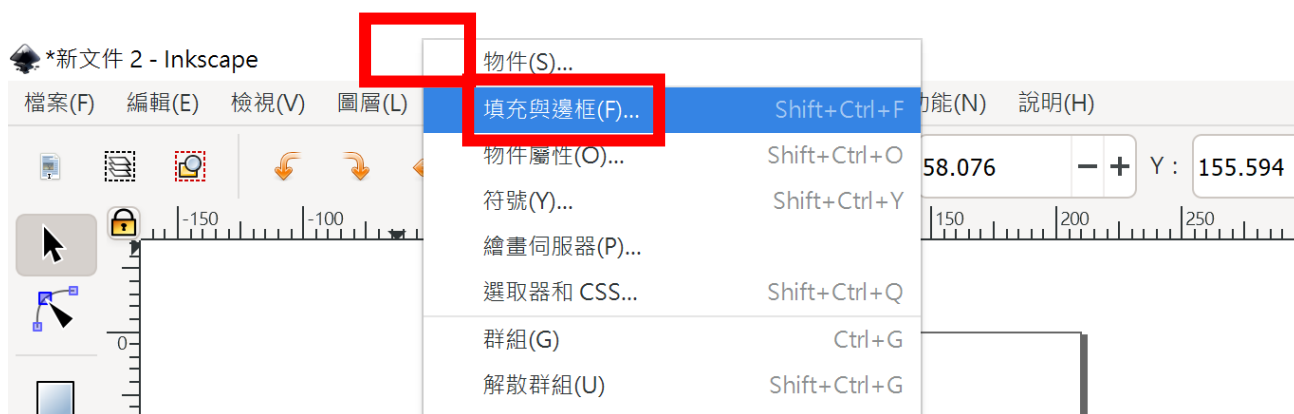 *新文件 2 - Inkscape
檔案(F) 編輯(E) 檢視(V) 圖層(L) 能(N) 說明(H)
物件(S)...
填充與邊框(F)... Shift+Ctrl+F
物件屬性(O)... Shift+Ctrl+O
符號(Y)... Shift+Ctrl+Y
繪畫伺服器(P)...
選取器和 CSS... Shift+Ctrl+Q
群組(G) Ctrl+G
解散群組(U) Shift+Ctrl+G
58.076 Y : 155.594
-150 -100 150 200 250
0